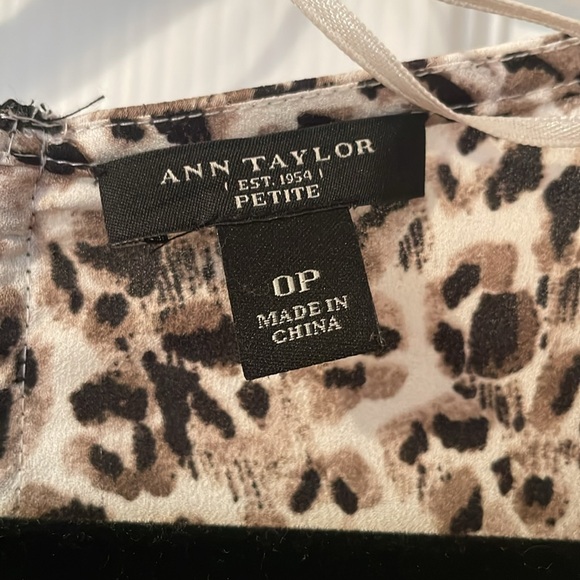 ANN TAYLOR
EST. 1954
PETITE
0P
MADE IN
CHINA